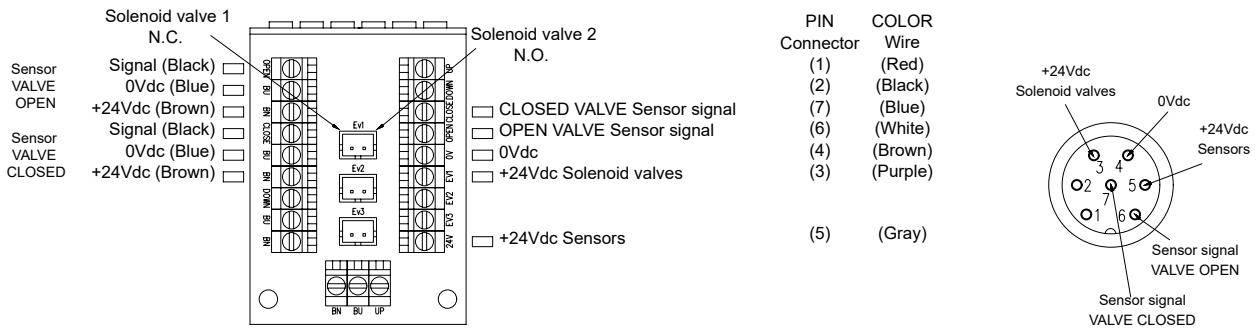 Solenoid valve 1
N.C.
Solenoid valve 2
N.O.
Sensor
VALVE
OPEN
Signal (Black)
0Vdc (Blue)
+24Vdc (Brown)
Sensor
VALVE
CLOSED
Signal (Black)
0Vdc (Blue)
+24Vdc (Brown)
OPEN
BU
BN
CLOSE
BU
BN
DOWN
BU
BN
Ev1
Ev2
Ev3
BN BU UP
UP
DOWN
CLOSE
OPEN
0V
EV1
EV2
EV3
24V
CLOSED VALVE Sensor signal
OPEN VALVE Sensor signal
0Vdc
+24Vdc Solenoid valves
+24Vdc Sensors
PIN COLOR
Connector Wire
(1) (Red)
(2) (Black)
(7) (Blue)
(6) (White)
(4) (Brown)
(3) (Purple)
(5) (Gray)
+24Vdc
Solenoid valves
0Vdc
+24Vdc
Sensors
3 4
2 7 5
1 6
Sensor signal
VALVE OPEN
Sensor signal
VALVE CLOSED